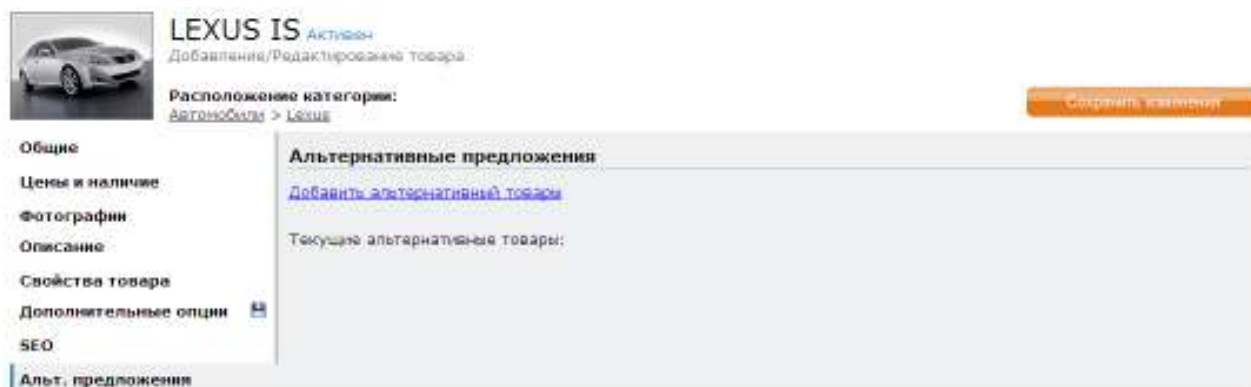 LEXUS IS Активен
Добавление/Редактирование товара
Расположение категории:
Автомобили > Lexus
Сохранить изменения
Общие
Цены и наличие
Фотографии
Описание
Свойства товара
Дополнительные опции
SEO
Альт. предложения
Альтернативные предложения
Добавить альтернативный товары
Текущие альтернативные товары: